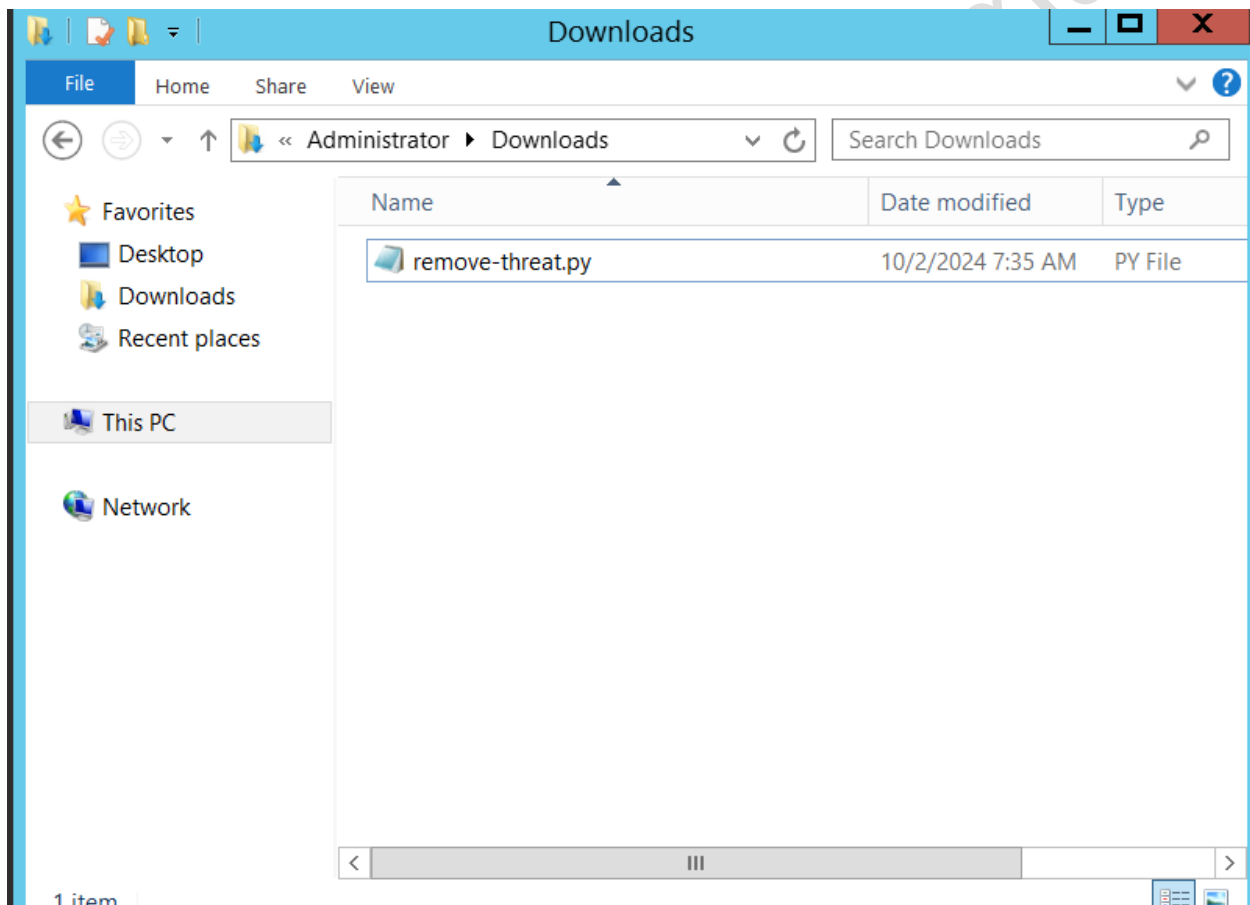 Downloads
X
File Home Share View
?
« Administrator Downloads
Search Downloads
Favorites
Desktop
Downloads
Recent places
This PC
Network
Name Date modified Type
remove-threat.py 10/2/2024 7:35 AM PY File
1 item